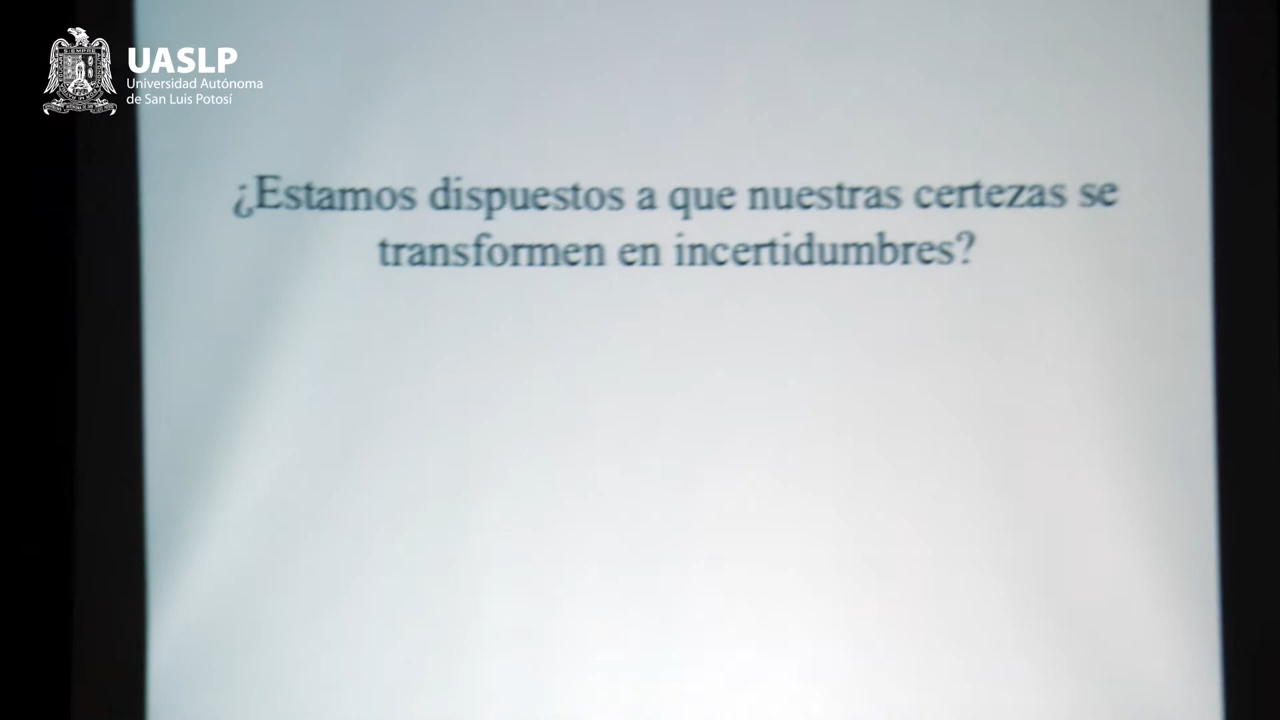 UASLP
Universidad Autónoma
de San Luis Potosí
¿Estamos dispuestos a que nuestras certezas se
transformen en incertidumbres?